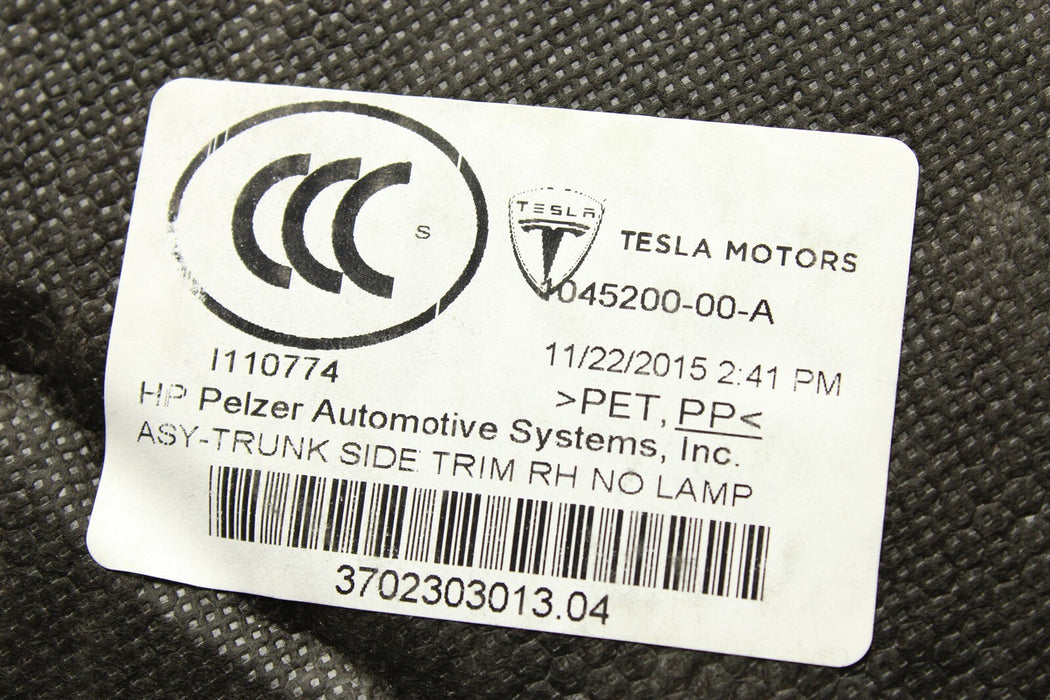 CCC S
TESLA
TESLA MOTORS
1045200-00-A
I110774
11/22/2015 2:41 PM
>PET, PP<
HP Pelzer Automotive Systems, Inc.
ASY-TRUNK SIDE TRIM RH NO LAMP
3702303013.04